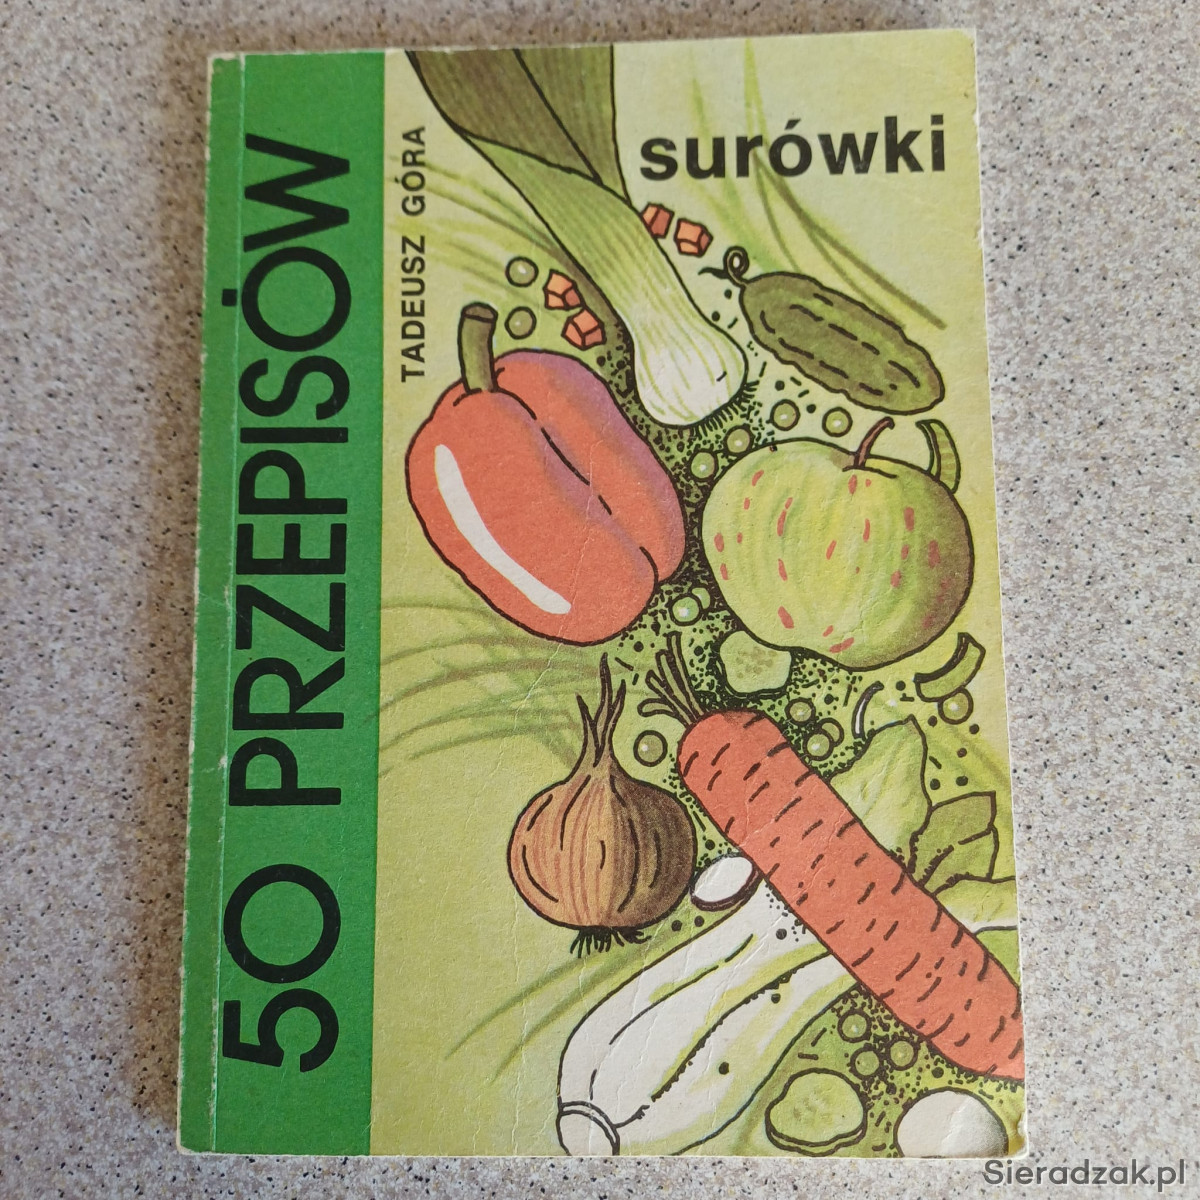 50 PRZEPISÓW
TADEUSZ GÓRA
surówki
Sieradzak.pl